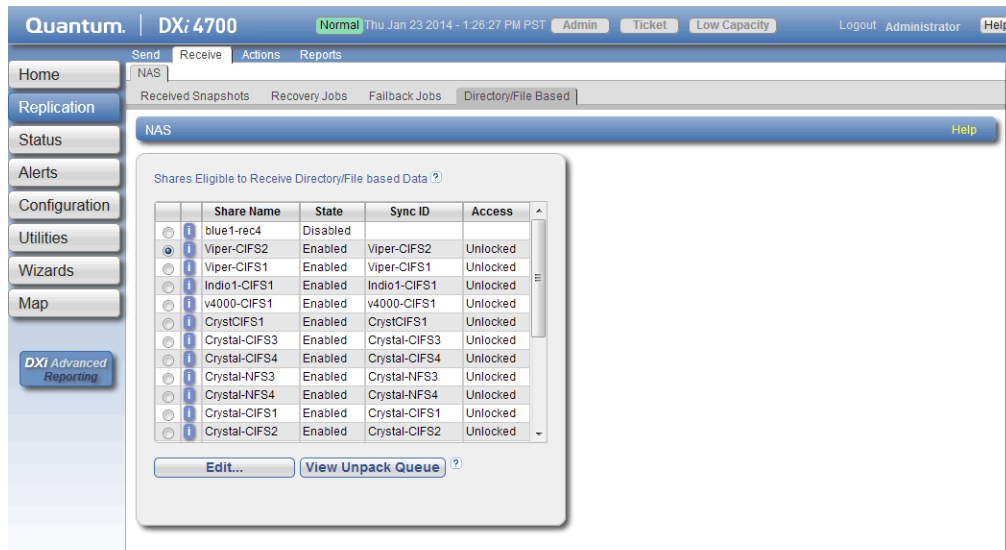 Quantum. | DXi 4700 Normal Thu Jan 23 2014 - 1:26:27 PM PST Admin Ticket Low Capacity Logout Administrator Help
Send Receive Actions Reports
Home
NAS
Received Snapshots Recovery Jobs Failback Jobs Directory/File Based
Replication
NAS Help
Status
Alerts
Configuration
Utilities
Wizards
Map
DXi Advanced
Reporting
Shares Eligible to Receive Directory/File based Data ?
Share Name State Sync ID Access
i blue1-rec4 Disabled
i Viper-CIFS2 Enabled Viper-CIFS2 Unlocked
i Viper-CIFS1 Enabled Viper-CIFS1 Unlocked
i Indio1-CIFS1 Enabled Indio1-CIFS1 Unlocked
i v4000-CIFS1 Enabled v4000-CIFS1 Unlocked
i CrystCIFS1 Enabled CrystCIFS1 Unlocked
i Crystal-CIFS3 Enabled Crystal-CIFS3 Unlocked
i Crystal-CIFS4 Enabled Crystal-CIFS4 Unlocked
i Crystal-NFS3 Enabled Crystal-NFS3 Unlocked
i Crystal-NFS4 Enabled Crystal-NFS4 Unlocked
i Crystal-CIFS1 Enabled Crystal-CIFS1 Unlocked
i Crystal-CIFS2 Enabled Crystal-CIFS2 Unlocked
Edit... View Unpack Queue ?